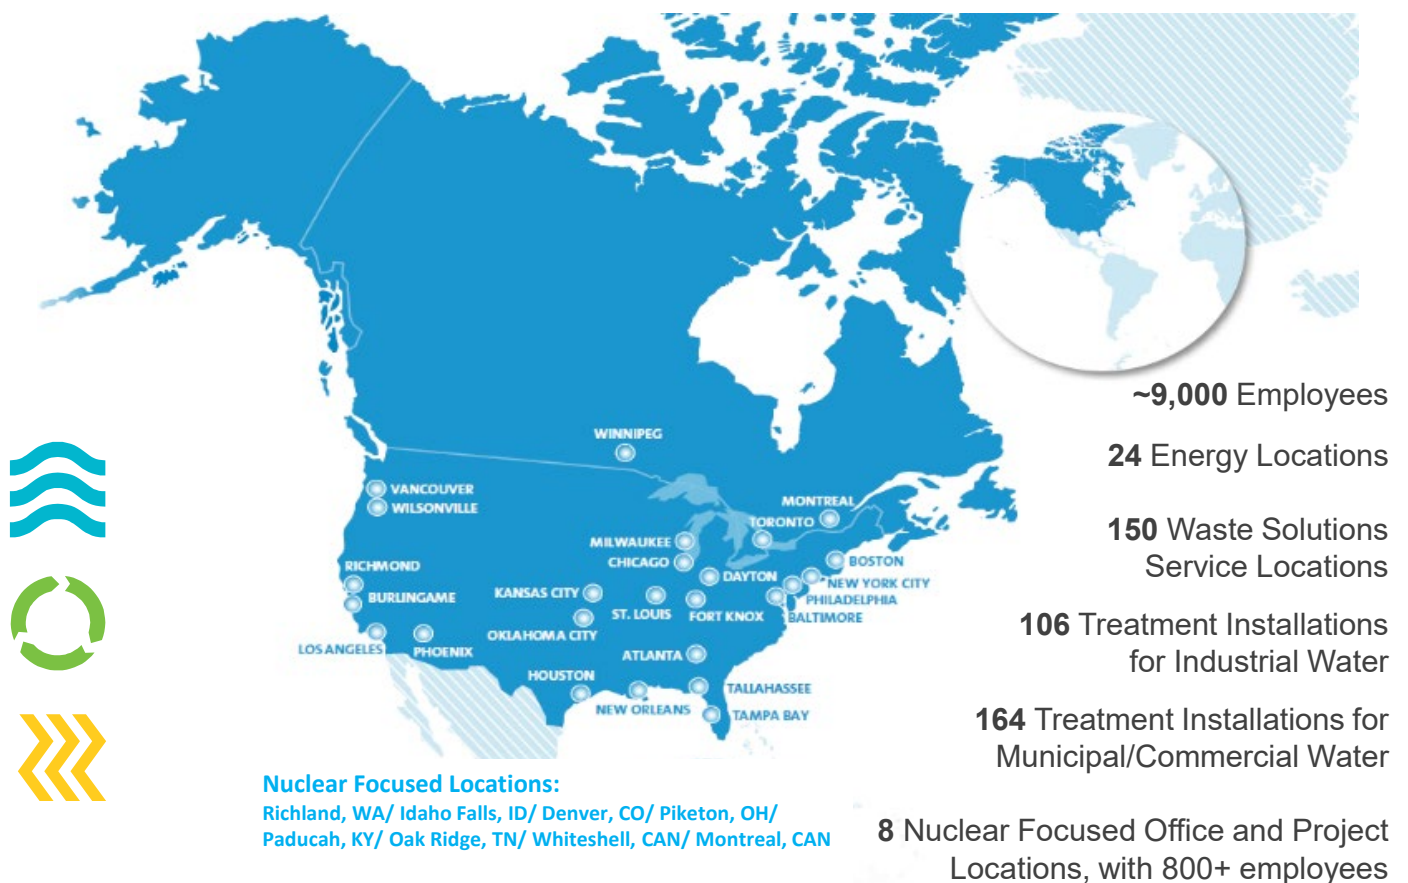 WINNIPEG
VANCOUVER
WILSONVILLE
MONTREAL
TORONTO
MILWAUKEE
CHICAGO
BOSTON
DAYTON
NEW YORK CITY
RICHMOND
BURLINGAME
KANSAS CITY
PHILADELPHIA
ST. LOUIS
FORT KNOX
BALTIMORE
OKLAHOMA CITY
LOS ANGELES
PHOENIX
ATLANTA
HOUSTON
TALLAHASSEE
NEW ORLEANS
TAMPA BAY
~9,000 Employees
24 Energy Locations
150 Waste Solutions
Service Locations
106 Treatment Installations
for Industrial Water
164 Treatment Installations for
Municipal/Commercial Water
8 Nuclear Focused Office and Project
Locations, with 800+ employees
Nuclear Focused Locations:
Richland, WA/ Idaho Falls, ID/ Denver, CO/ Piketon, OH/
Paducah, KY/ Oak Ridge, TN/ Whiteshell, CAN/ Montreal, CAN